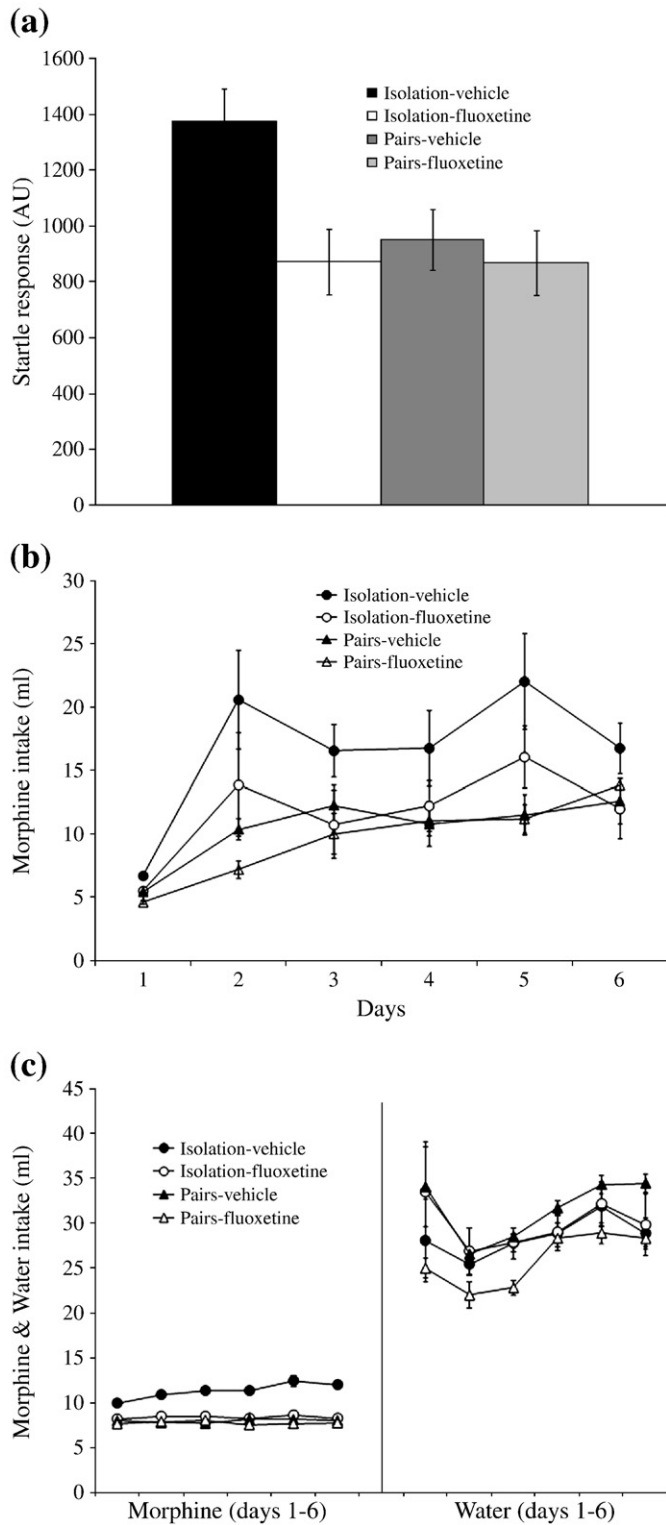 (a)
1600
1400
1200
1000
800
600
400
200
0
Startle response (AU)
Isolation-vehicle
Isolation-fluoxetine
Pairs-vehicle
Pairs-fluoxetine
(b)
30
25
20
15
10
5
0
Morphine intake (ml)
Isolation-vehicle
Isolation-fluoxetine
Pairs-vehicle
Pairs-fluoxetine
1 2 3 4 5 6
Days
(c)
45
40
35
30
25
20
15
10
5
0
Morphine & Water intake (ml)
Isolation-vehicle
Isolation-fluoxetine
Pairs-vehicle
Pairs-fluoxetine
Morphine (days 1-6) Water (days 1-6)